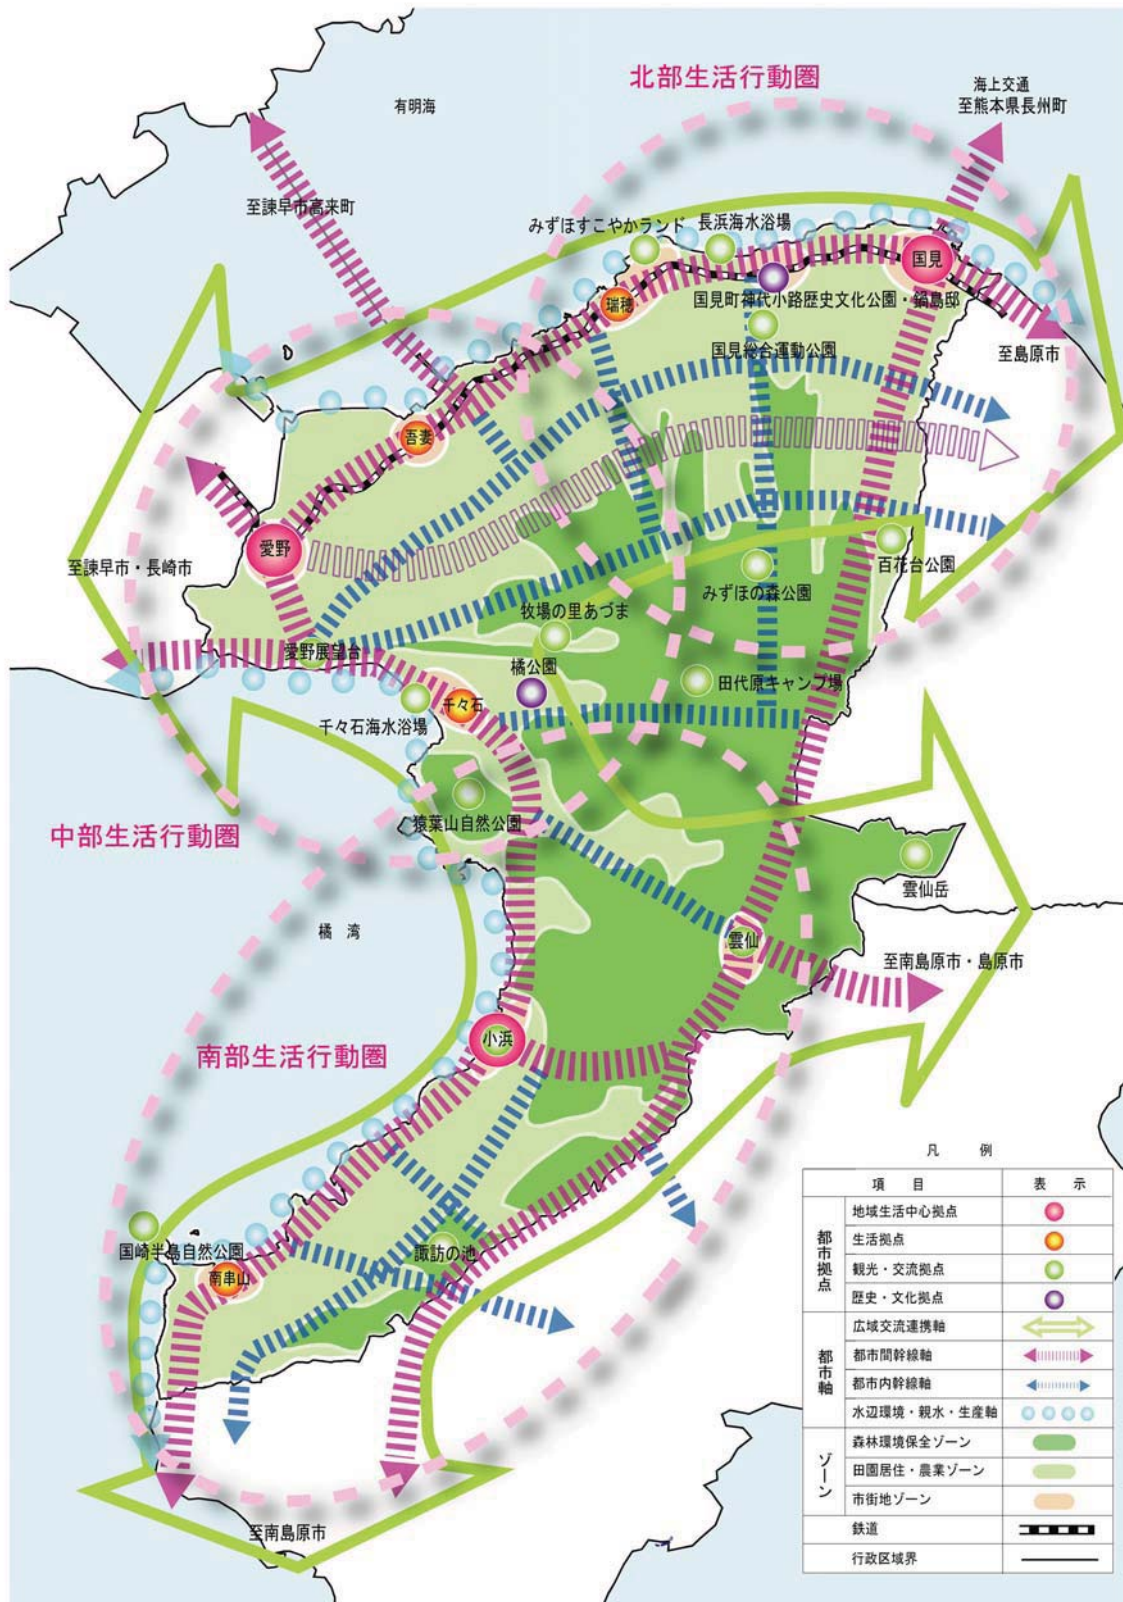 北部生活行動圏
海上交通
至熊本県長州町
有明海
至諫早市高来町
みずほすこやかランド
長浜海水浴場
国見
瑞穂
国見町神代小路歴史文化公園・鍋島邸
国見総合運動公園
至島原市
吾妻
愛野
至諫早市・長崎市
百花台公園
みずほの森公園
牧場の里あづま
愛野展望台
橘公園
田代原キャンプ場
千々石
千々石海水浴場
猿葉山自然公園
中部生活行動圏
雲仙岳
橘 湾
雲仙
至南島原市・島原市
小浜
南部生活行動圏
国崎半島自然公園
諏訪の池
南串山
至南島原市
凡 例
項 目
表 示
都市拠点
地域生活中心拠点
生活拠点
観光・交流拠点
歴史・文化拠点
都市軸
広域交流連携軸
都市間幹線軸
都市内幹線軸
水辺環境・親水・生産軸
ゾーン
森林環境保全ゾーン
田園居住・農業ゾーン
市街地ゾーン
鉄道
行政区域界